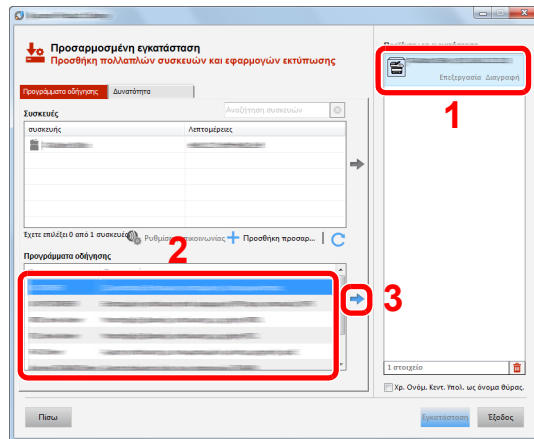 Προσαρμοσμένη εγκατάσταση
Προσθήκη πολλαπλών συσκευών και εφαρμογών εκτύπωσης
Προγράμματα οδήγησης Δυνατότητα
Συσκευές Αναζήτηση συσκευών
συσκευής Λεπτομέρειες
Έχετε επιλέξει 0 από 1 συσκευές Ρυθμίσεις επικοινωνίας Προσθήκη προσαρ...
Προγράμματα οδήγησης
Επεξεργασία Διαγραφή
1
2
3
1 στοιχείο
Χρ. Ονόμ. Κεντ. Υπολ. ως όνομα θύρας.
Πίσω Εγκατάσταση Έξοδος